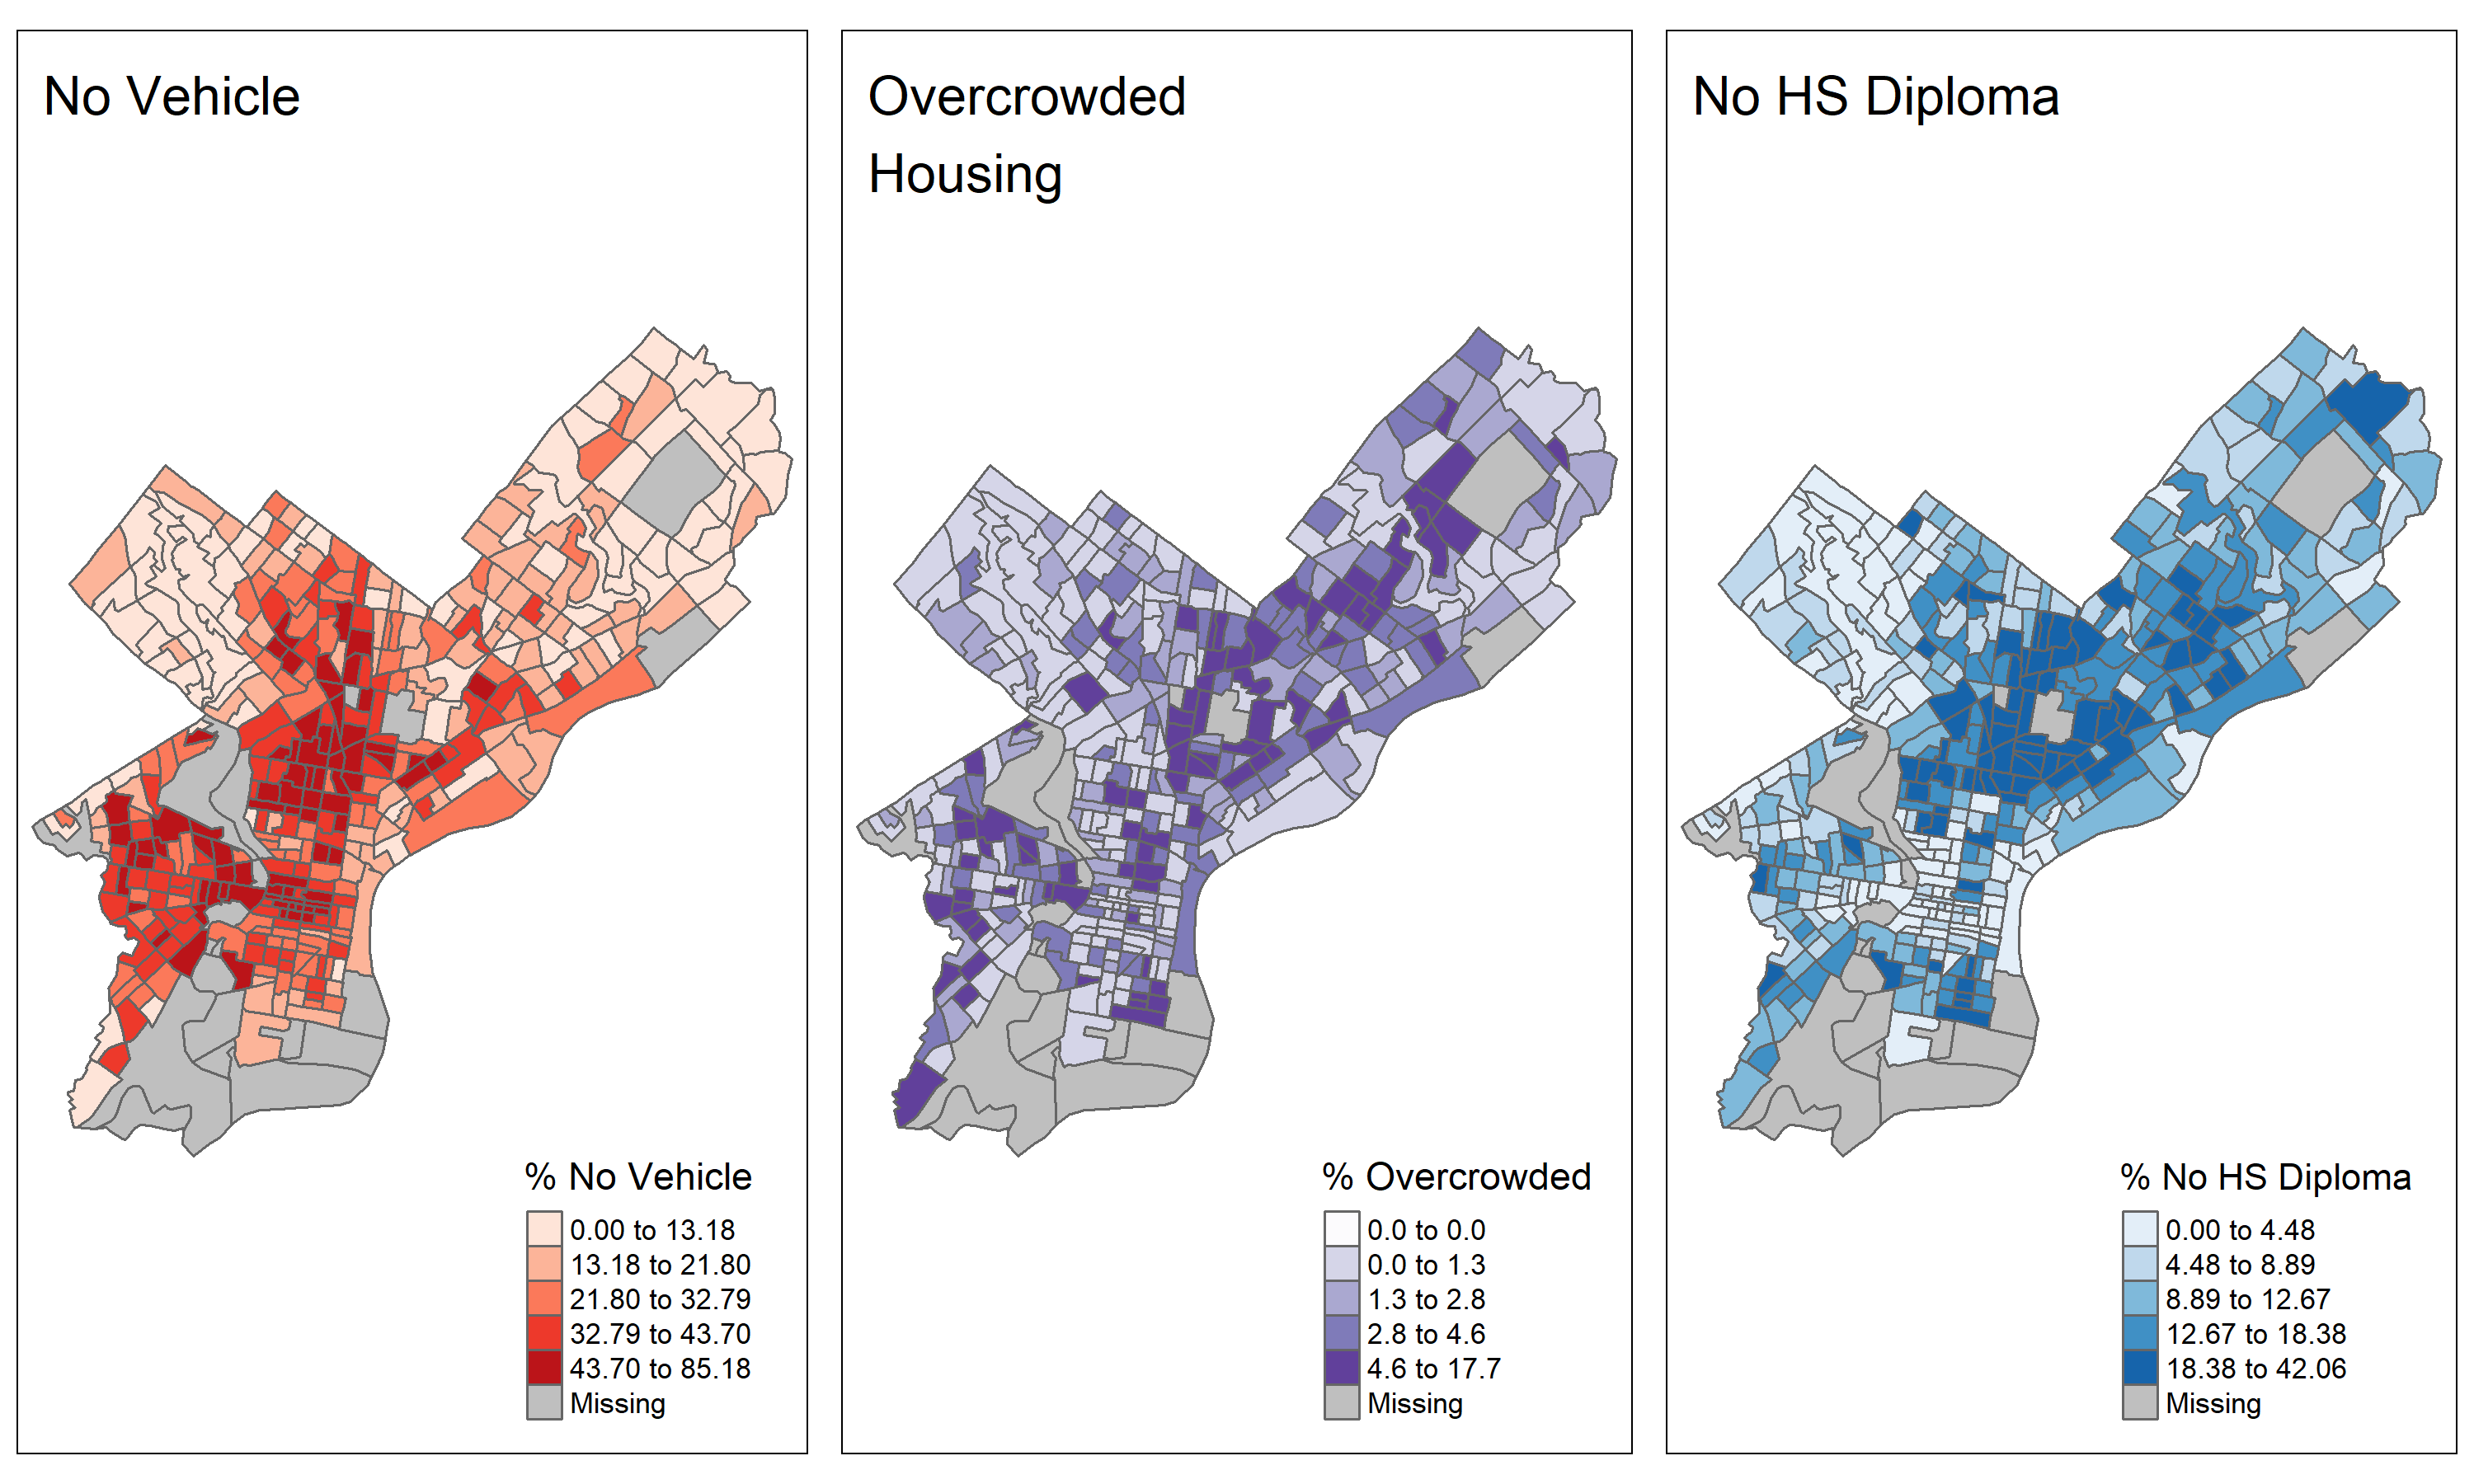 No Vehicle
% No Vehicle
0.00 to 13.18
13.18 to 21.80
21.80 to 32.79
32.79 to 43.70
43.70 to 85.18
Missing
Overcrowded
Housing
% Overcrowded
0.0 to 0.0
0.0 to 1.3
1.3 to 2.8
2.8 to 4.6
4.6 to 17.7
Missing
No HS Diploma
% No HS Diploma
0.00 to 4.48
4.48 to 8.89
8.89 to 12.67
12.67 to 18.38
18.38 to 42.06
Missing